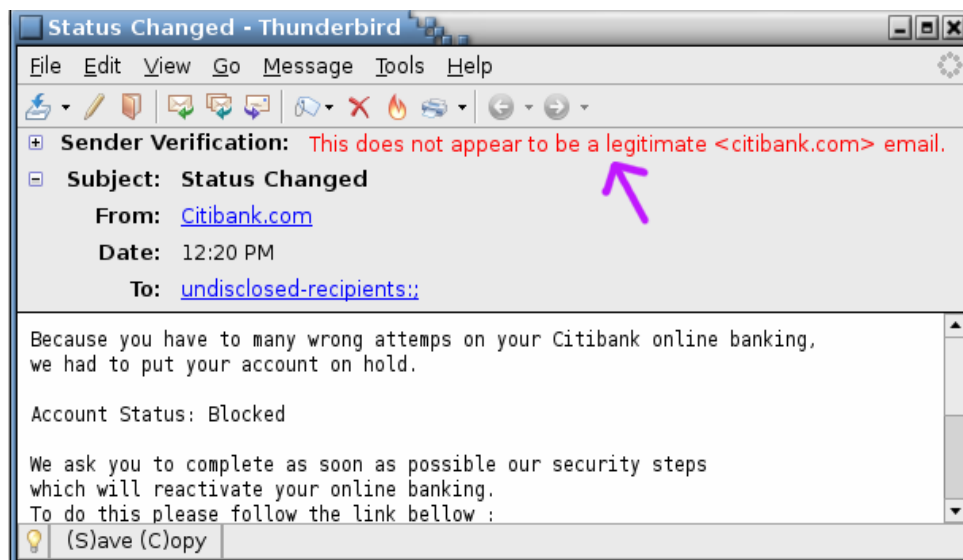 Status Changed - Thunderbird
File Edit View Go Message Tools Help
Sender Verification: This does not appear to be a legitimate <citibank.com> email.
Subject: Status Changed
From: Citibank.com
Date: 12:20 PM
To: undisclosed-recipients:;
Because you have to many wrong attemps on your Citibank online banking,
we had to put your account on hold.
Account Status: Blocked
We ask you to complete as soon as possible our security steps
which will reactivate your online banking.
To do this please follow the link bellow :
(S)ave (C)opy